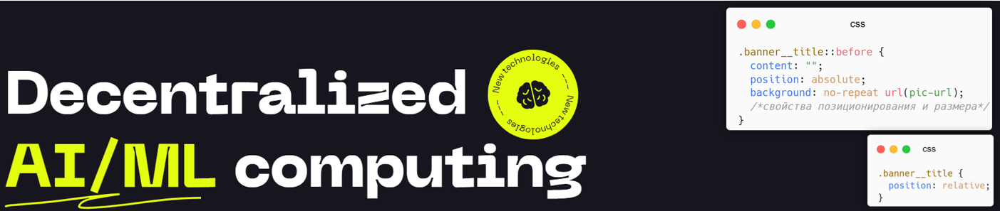 Decentralized
AI/ML computing
New technologies –––
New technologies –––
css
.banner__title::before {
content: "";
position: absolute;
background: no-repeat url(pic-url);
/*свойства позиционирования и размера*/
}
css
.banner__title {
position: relative;
}